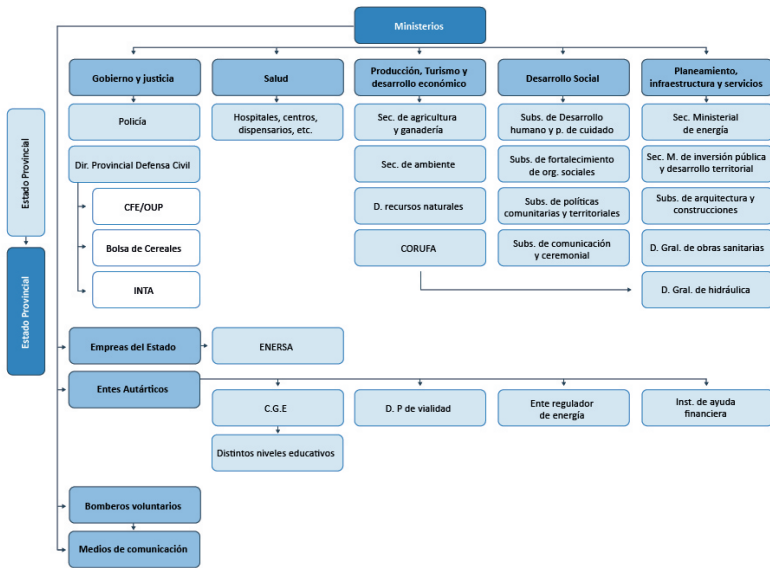 Ministerios
Gobierno y justicia
Salud
Producción, Turismo y
desarrollo económico
Desarrollo Social
Planeamiento,
infraestructura y servicios
Policía
Hospitales, centros,
dispensarios, etc.
Sec. de agricultura
y ganadería
Subs. de Desarrollo
humano y p. de cuidado
Sec. Ministerial
de energía
Estado Provincial
Dir. Provincial Defensa Civil
Sec. de ambiente
Subs. de fortalecimiento
de org. sociales
Sec. M. de inversión pública
y desarrollo territorial
CFE/OUP
D. recursos naturales
Subs. de políticas
comunitarias y territoriales
Subs. de arquitectura y
construcciones
Bolsa de Cereales
CORUFA
Subs. de comunicación
y ceremonial
D. Gral. de obras sanitarias
INTA
D. Gral. de hidráulica
Estado Provincial
Empreas del Estado
ENERSA
Entes Autárticos
C.G.E
D. P de vialidad
Ente regulador
de energía
Inst. de ayuda
financiera
Distintos niveles educativos
Bomberos voluntarios
Medios de comunicación